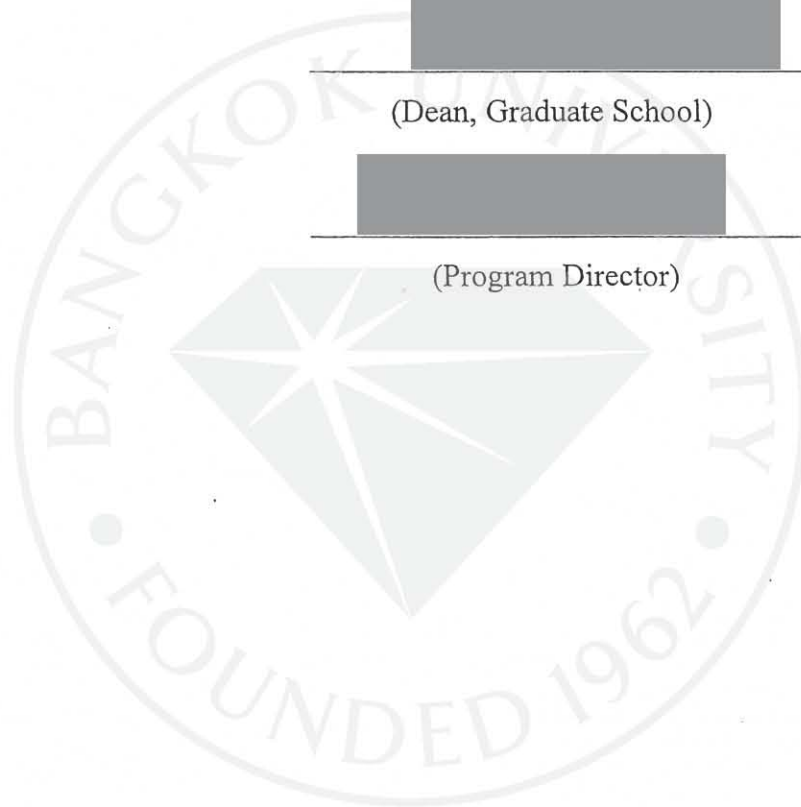 (Dean, Graduate School)
(Program Director)
BANGKOK UNIVERSITY
FOUNDED 1962